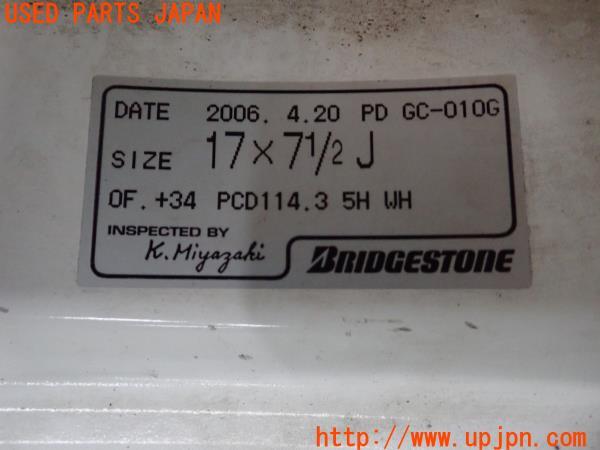 USED PARTS JAPAN
DATE 2006. 4.20 PD GC-010G
SIZE 17×7 1/2 J
OF. +34 PCD114.3 5H WH
INSPECTED BY
K. Miyazaki
BRIDGESTONE
http://www.upjpn.com/